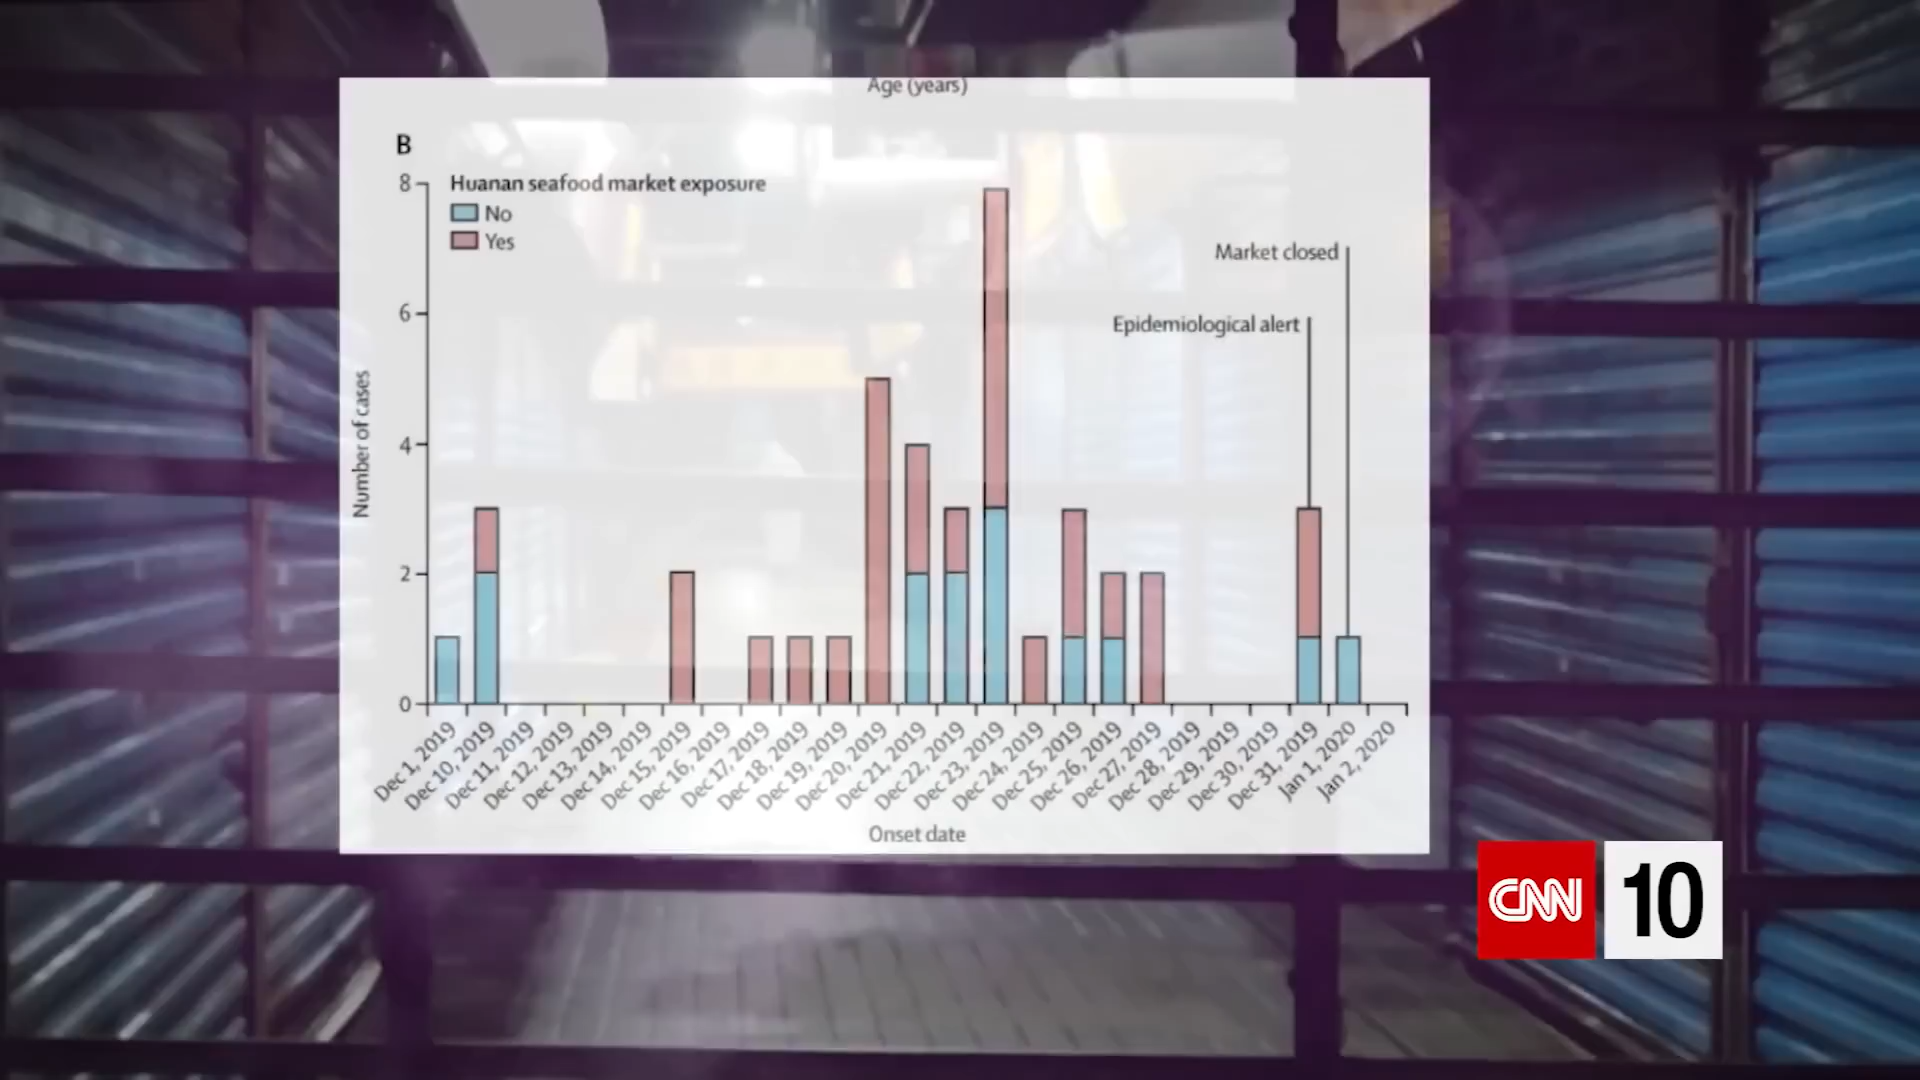 Age (years)
B
Huanan seafood market exposure
No
Yes
8
6
4
2
0
Number of cases
Market closed
Epidemiological alert
Dec 1, 2019
Dec 10, 2019
Dec 11, 2019
Dec 12, 2019
Dec 13, 2019
Dec 14, 2019
Dec 15, 2019
Dec 16, 2019
Dec 17, 2019
Dec 18, 2019
Dec 19, 2019
Dec 20, 2019
Dec 21, 2019
Dec 22, 2019
Dec 23, 2019
Dec 24, 2019
Dec 25, 2019
Dec 26, 2019
Dec 27, 2019
Dec 28, 2019
Dec 29, 2019
Dec 30, 2019
Dec 31, 2019
Jan 1, 2020
Jan 2, 2020
Onset date
CNN 10